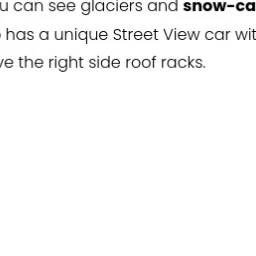 u can see glaciers and snow-ca
has a unique Street View car wit
ve the right side roof racks.